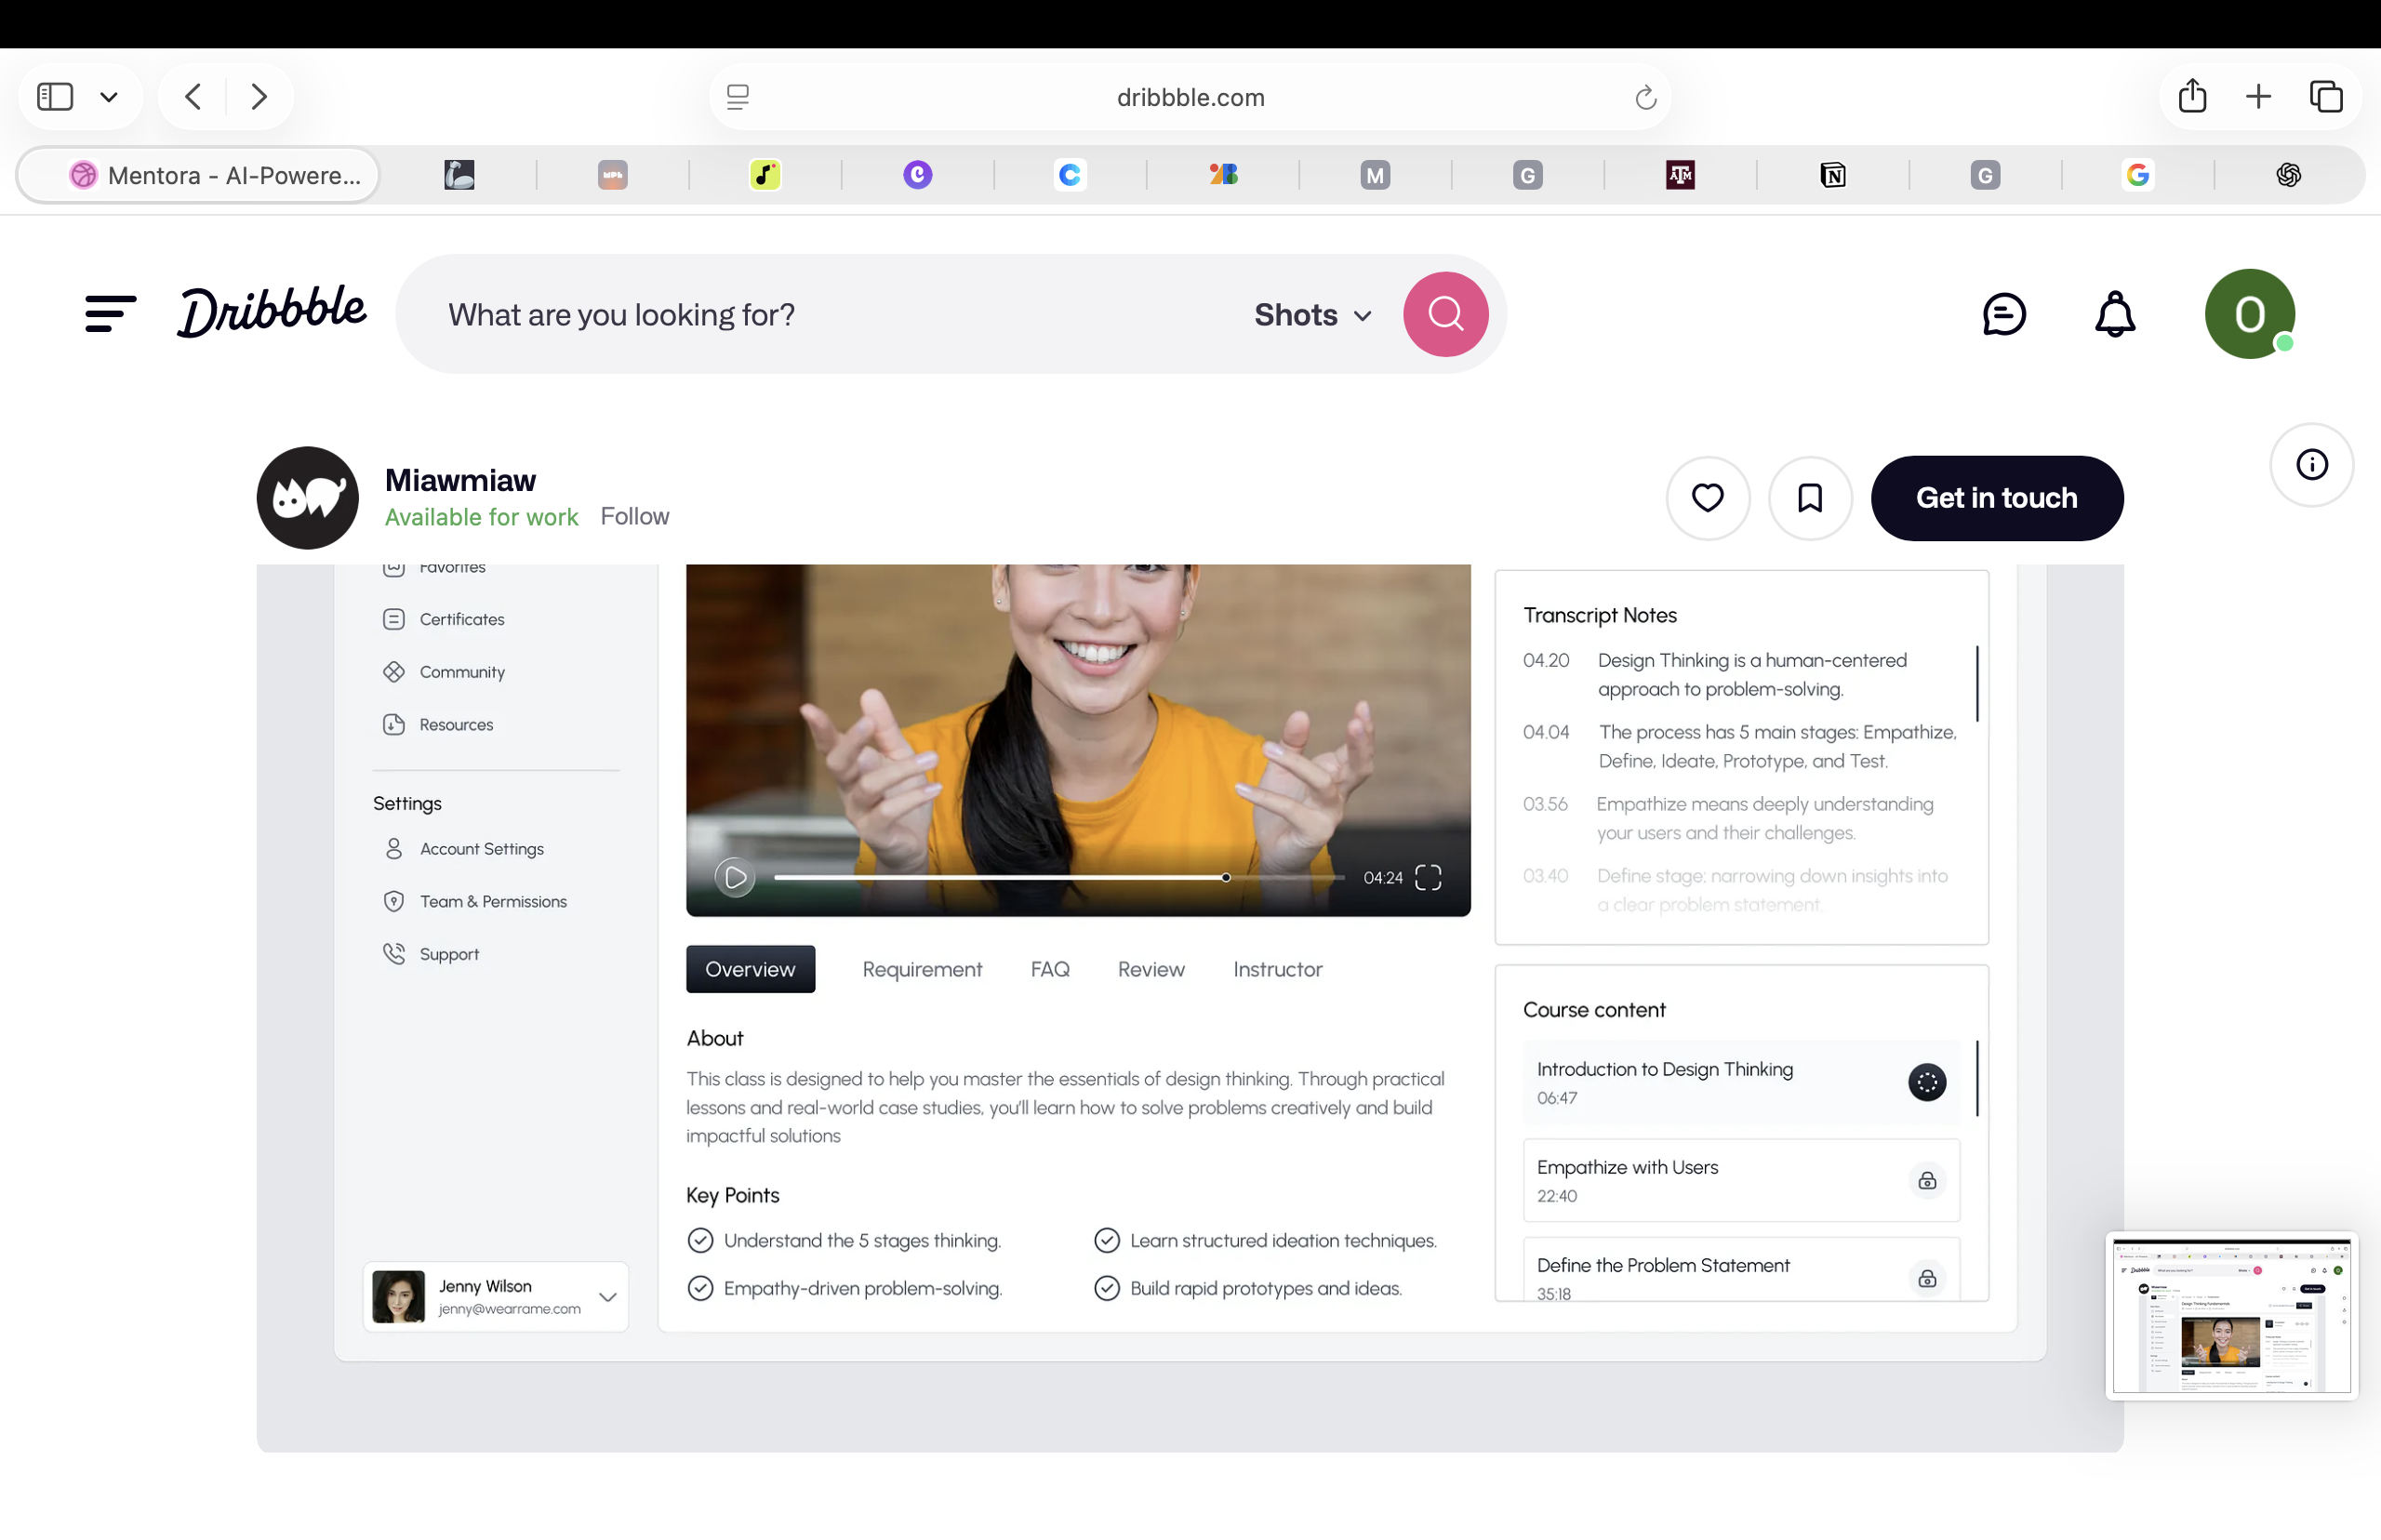 dribbble.com
Mentora - AI-Powere...
M
G
ATM
N
G
G
Dribbble
What are you looking for?
Shots
O
Miawmiaw
Available for work Follow
Get in touch
Favorites
Certificates
Community
Resources
Settings
Account Settings
Team & Permissions
Support
Jenny Wilson
jenny@wearrame.com
04:24
Overview Requirement FAQ Review Instructor
About
This class is designed to help you master the essentials of design thinking. Through practical
lessons and real-world case studies, you'll learn how to solve problems creatively and build
impactful solutions
Key Points
Understand the 5 stages thinking.
Learn structured ideation techniques.
Empathy-driven problem-solving.
Build rapid prototypes and ideas.
Transcript Notes
04.20 Design Thinking is a human-centered
approach to problem-solving.
04.04 The process has 5 main stages: Empathize,
Define, Ideate, Prototype, and Test.
03.56 Empathize means deeply understanding
your users and their challenges.
03.40 Define stage: narrowing down insights into
a clear problem statement.
Course content
Introduction to Design Thinking
06:47
Empathize with Users
22:40
Define the Problem Statement
35:18